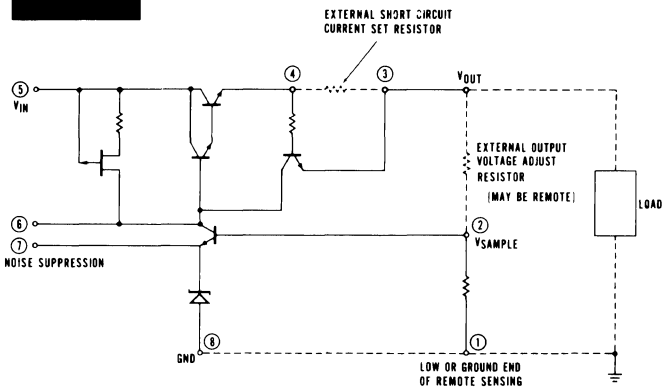 EXTERNAL SHORT CIRCUIT
CURRENT SET RESISTOR
5
VIN
4
3
VOUT
EXTERNAL OUTPUT
VOLTAGE ADJUST
RESISTOR
(MAY BE REMOTE)
LOAD
6
7
NOISE SUPPRESSION
2
VSAMPLE
8
GND
1
LOW OR GROUND END
OF REMOTE SENSING